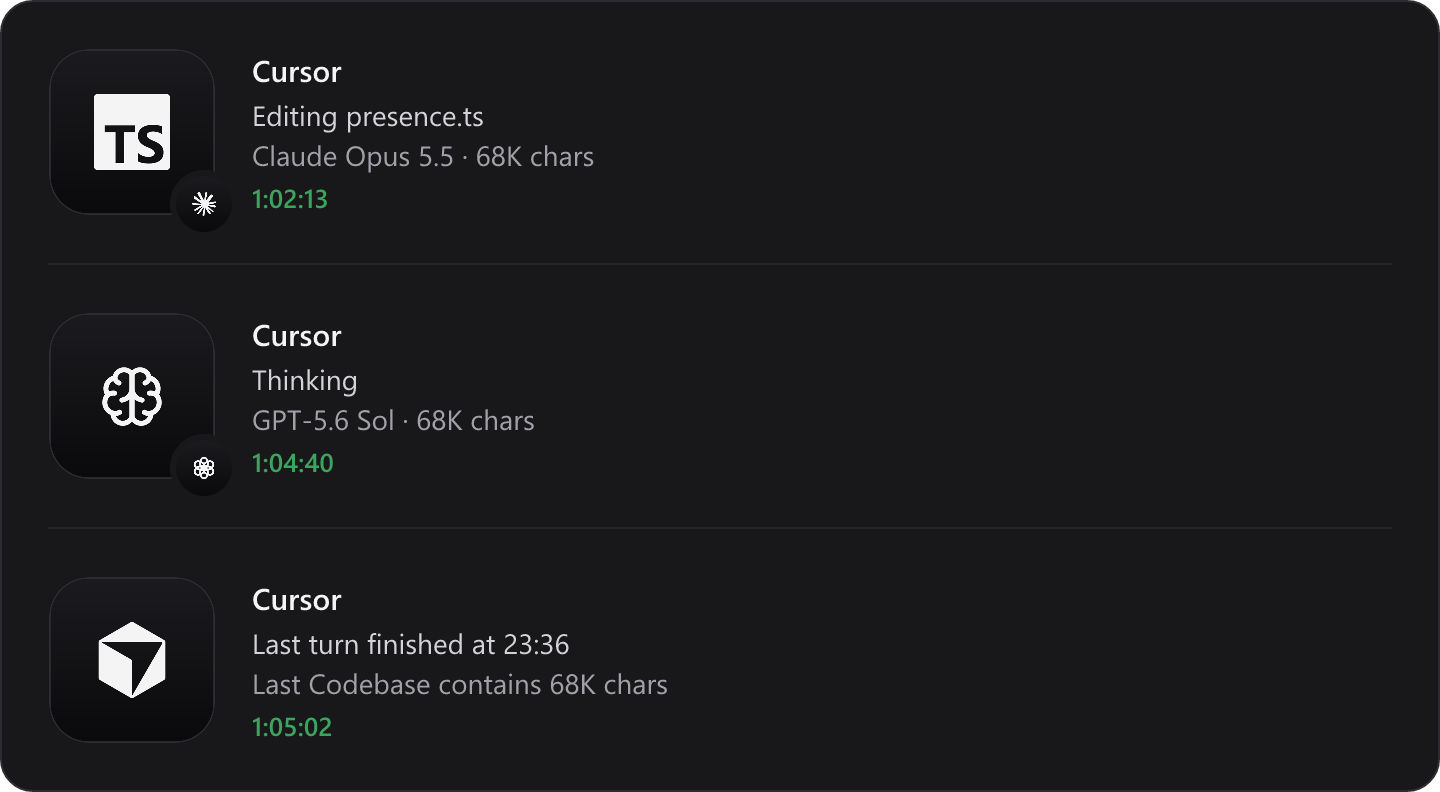 TS
Cursor
Editing presence.ts
Claude Opus 5.5 · 68K chars
1:02:13
Cursor
Thinking
GPT-5.6 Sol · 68K chars
1:04:40
Cursor
Last turn finished at 23:36
Last Codebase contains 68K chars
1:05:02